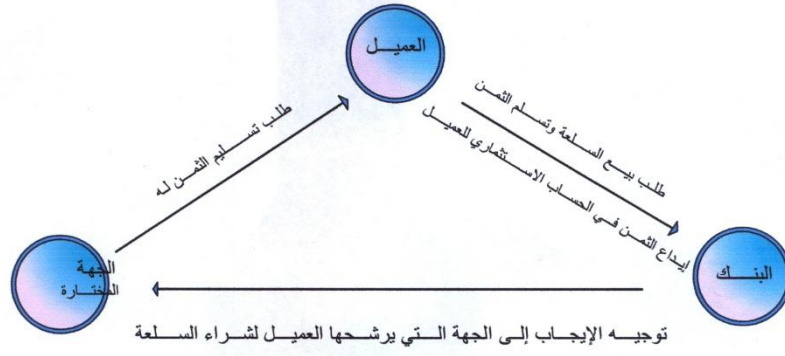 العميل
طلب بيع السلعة وتسلم الثمن
إيداع الثمن في الحساب الاستثماري للعميل
طلب تسليم الثمن له
البنك
الجهة
المختارة
توجيه الإيجاب إلى الجهة التي يرشحها العميل لشراء السلعة